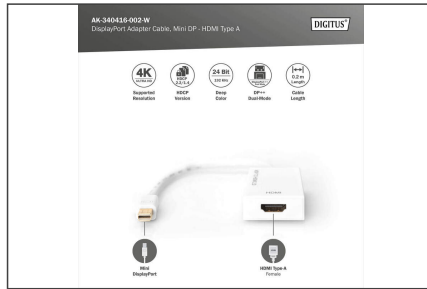 AK-340416-002-W
DisplayPort Adapter Cable, Mini DP - HDMI Type A
DIGITUS®
4K
24 Bit
0.2 m
Length
Supported
Resolution
HDCP
Version
Deep
Color
DP++
Dual-Mode
Cable
Length
HDMI
Mini
DisplayPort
HDMI Type A
Female